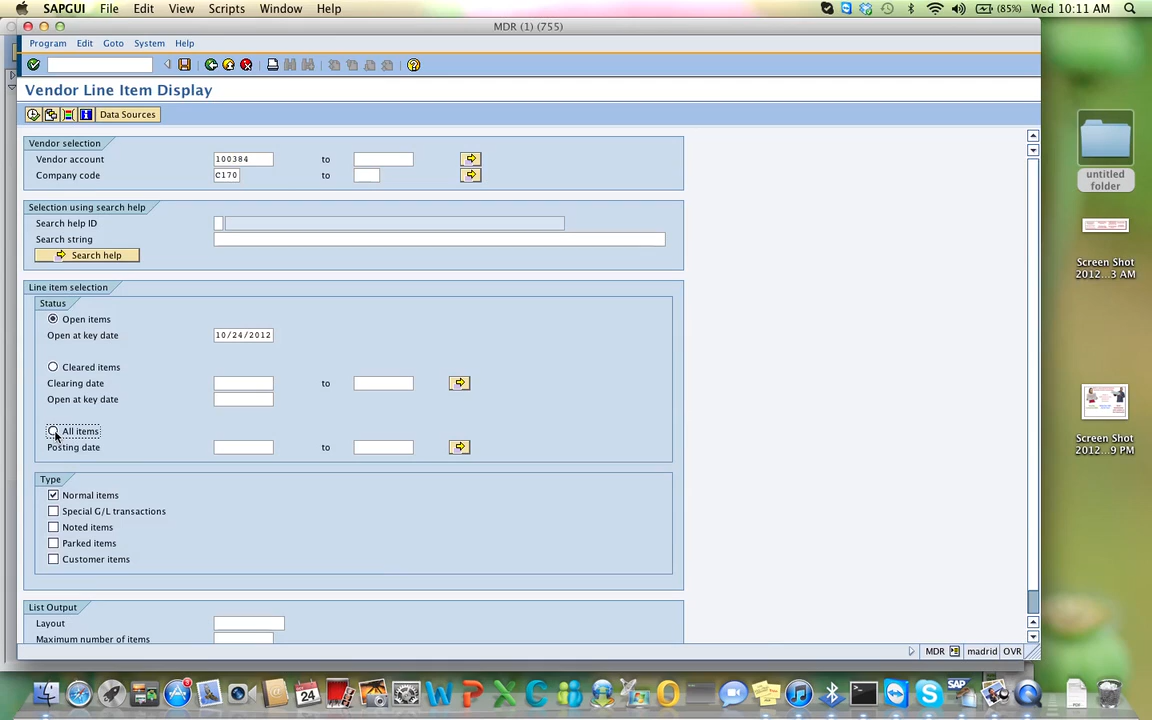 SAPGUI File Edit View Scripts Window Help (85%) Wed 10:11 AM
MDR (1) (755)
Program Edit Goto System Help
Vendor Line Item Display
Data Sources
Vendor selection
Vendor account 100384 to
Company code C170 to
Selection using search help
Search help ID
Search string
Search help
Line item selection
Status
Open items
Open at key date 10/24/2012
Cleared items
Clearing date to
Open at key date
All items
Posting date to
Type
Normal items
Special G/L transactions
Noted items
Parked items
Customer items
List Output
Layout
Maximum number of items
MDR madrid OVR
untitled
folder
Screen Shot
2012...3 AM
Screen Shot
2012...9 PM